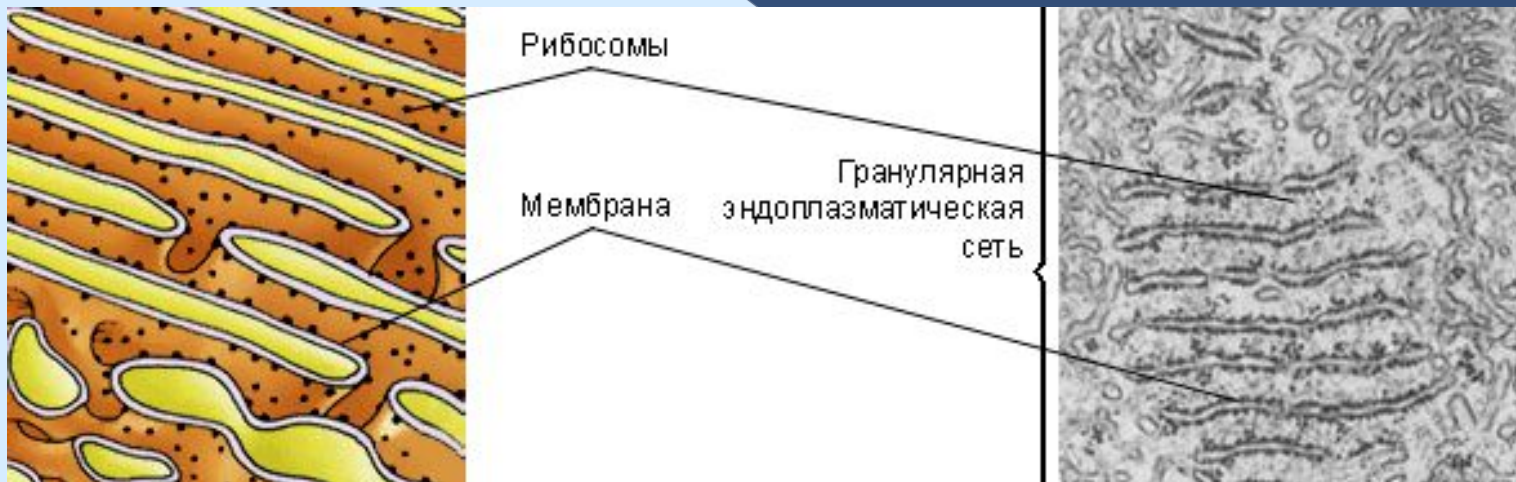 Рибосомы
Мембрана
Гранулярная
эндоплазматическая
сеть